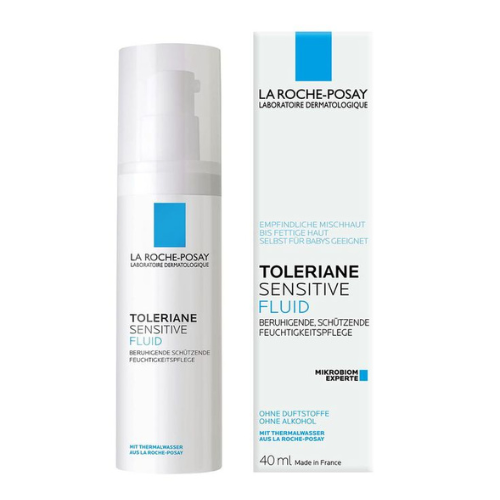 LA ROCHE-POSAY
LABORATOIRE DERMATOLOGIQUE
TOLERIANE
SENSITIVE
FLUID
BERUHIGENDE SCHÜTZENDE
FEUCHTIGKEITSPFLEGE
MIT THERMALWASSER
AUS LA ROCHE-POSAY
LA ROCHE-POSAY
LABORATOIRE DERMATOLOGIQUE
EMPFINDLICHE MISCHHAUT
BIS FETTIGE HAUT
SELBST FÜR BABYS GEEIGNET
TOLERIANE
SENSITIVE
FLUID
BERUHIGENDE, SCHÜTZENDE
FEUCHTIGKEITSPFLEGE
MIKROBIOM
EXPERTE
OHNE DUFTSTOFFE
OHNE ALKOHOL
MIT THERMALWASSER
AUS LA ROCHE-POSAY
40 ml Made in France